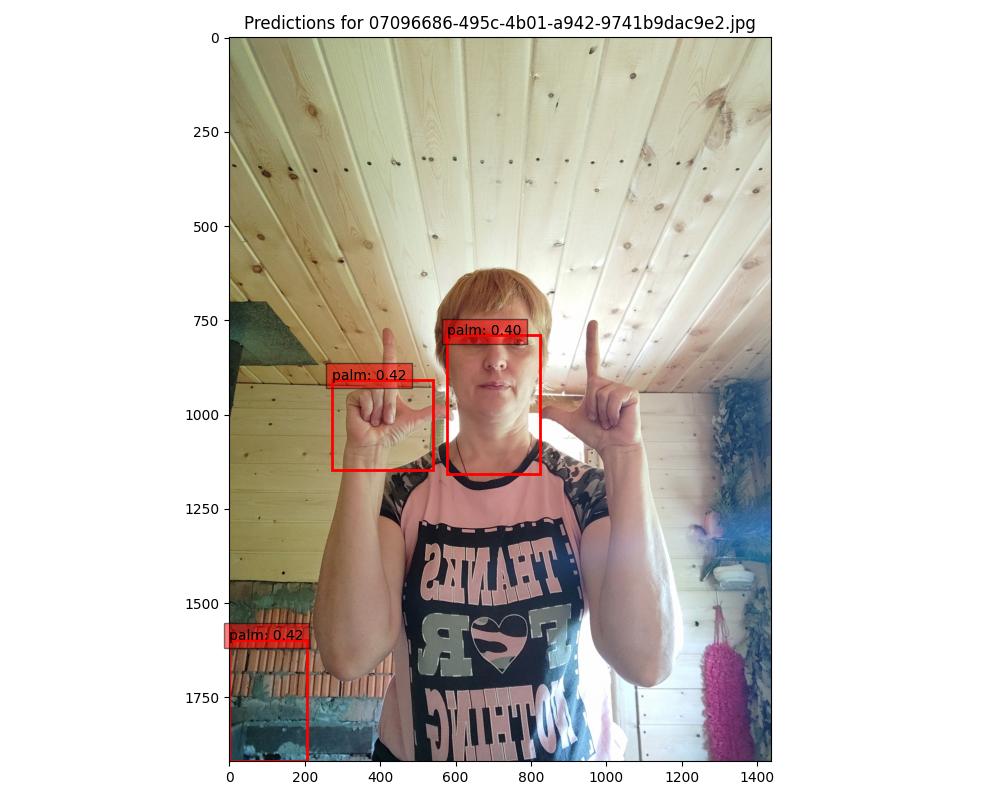 Predictions for 07096686-495c-4b01-a942-9741b9dac9e2.jpg
0
250
500
750
1000
1250
1500
1750
palm: 0.40
palm: 0.42
palm: 0.42
THANKS
F R
NOTHING
0 200 400 600 800 1000 1200 1400